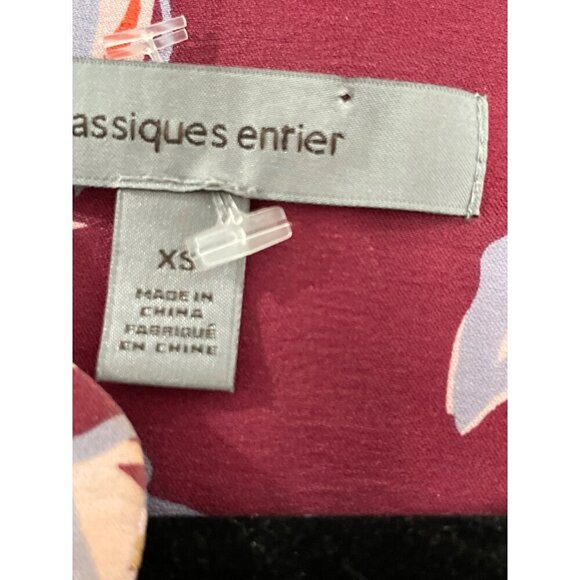 assiques entier
XS
MADE IN
CHINA
FABRIQUÉ
EN CHINE